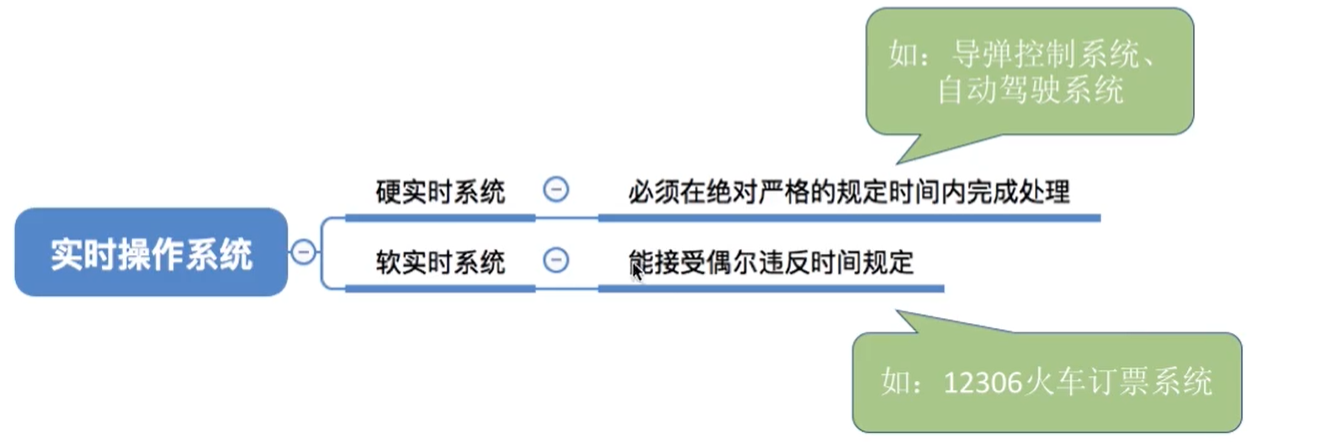 如：导弹控制系统、
自动驾驶系统
硬实时系统
必须在绝对严格的规定时间内完成处理
实时操作系统
软实时系统
能接受偶尔违反时间规定
如：12306火车订票系统